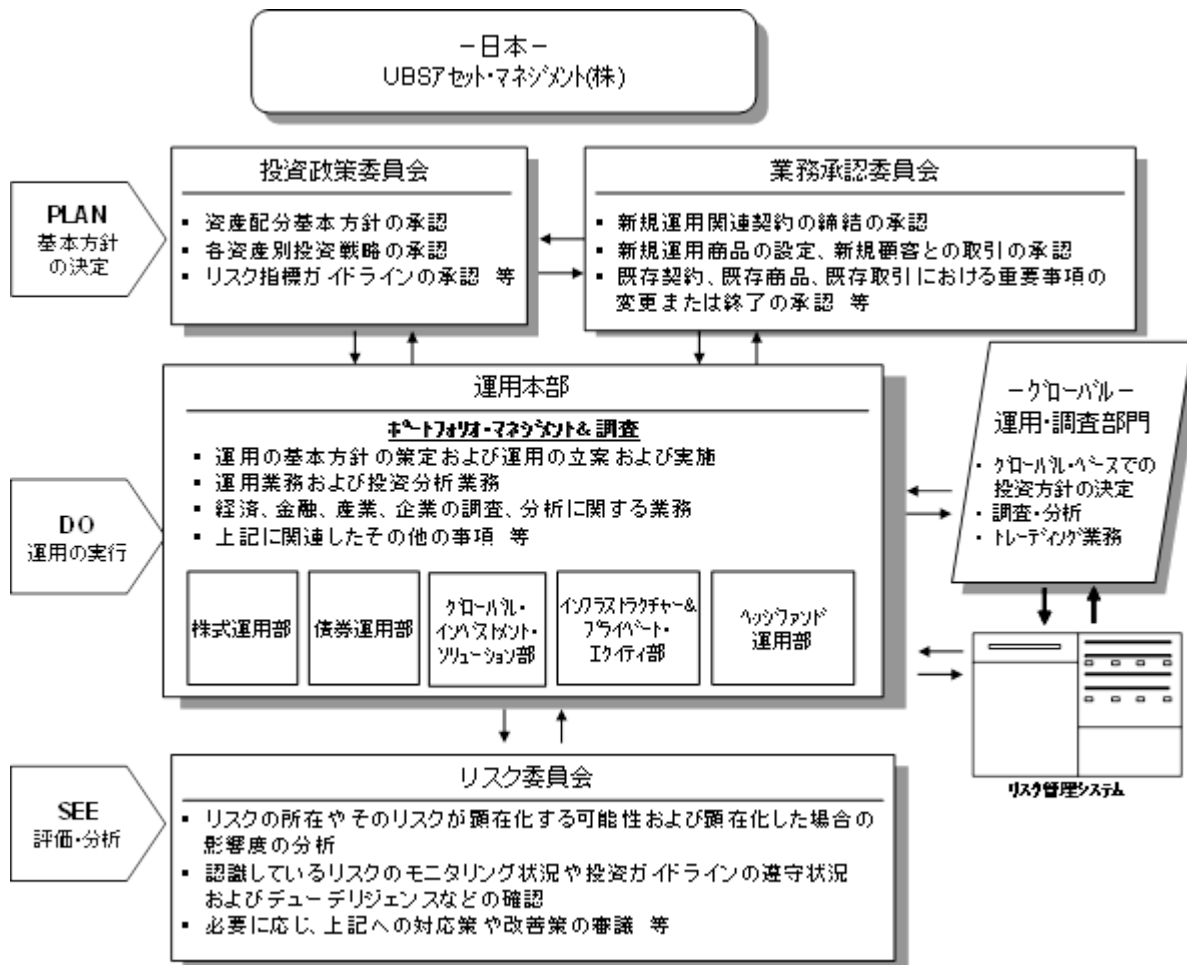 －日本－
UBSアセット・マネジメント(株)
PLAN
基本方針
の決定
投資政策委員会
▪ 資産配分基本方針の承認
▪ 各資産別投資戦略の承認
▪ リスク指標ガイドラインの承認 等
業務承認委員会
▪ 新規運用関連契約の締結の承認
▪ 新規運用商品の設定、新規顧客との取引の承認
▪ 既存契約、既存商品、既存取引における重要事項の
変更または終了の承認 等
DO
運用の実行
運用本部
ポートフォリオ・マネジメント& 調査
▪ 運用の基本方針の策定および運用の立案および実施
▪ 運用業務および投資分析業務
▪ 経済、金融、産業、企業の調査、分析に関する業務
▪ 上記に関連したその他の事項 等
株式運用部
債券運用部
グローバル・
インベストメント・
ソリューション部
インフラストラクチャー&
プライベート・
エクイティ部
ヘッジファンド
運用部
－グローバル－
運用・調査部門
・ グローバル・ベースでの
投資方針の決定
・ 調査・分析
・ トレーディング業務
リスク管理システム
SEE
評価・分析
リスク委員会
▪ リスクの所在やそのリスクが顕在化する可能性および顕在化した場合の
影響度の分析
▪ 認識しているリスクのモニタリング状況や投資ガイドラインの遵守状況
およびデューデリジェンスなどの確認
▪ 必要に応じ、上記への対応策や改善策の審議 等